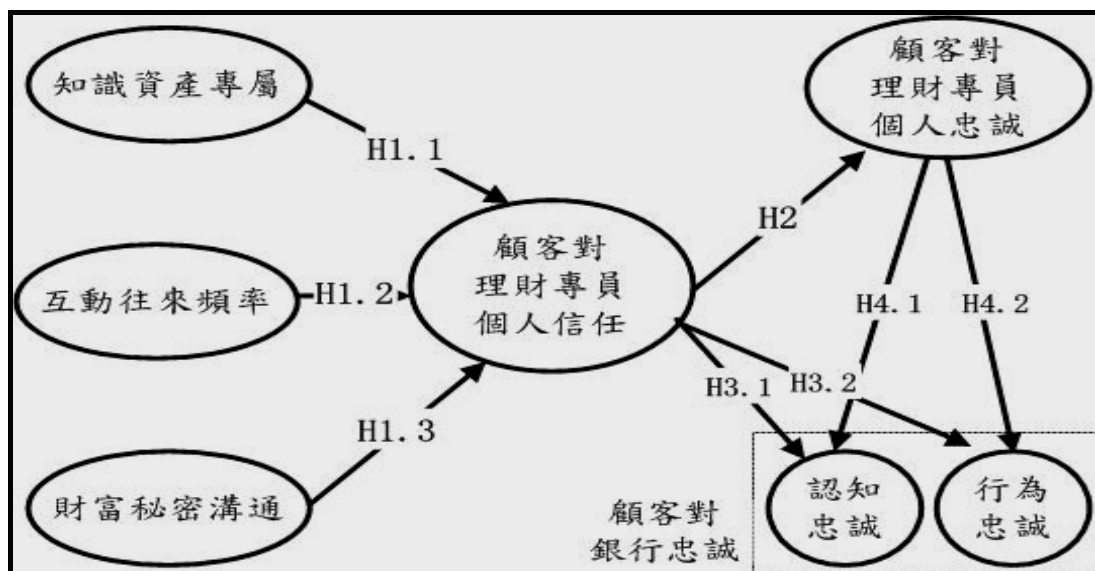 知識資產專屬
H1.1
互動往來頻率
H1.2
財富秘密溝通
H1.3
顧客對
理財專員
個人信任
H2
顧客對
理財專員
個人忠誠
H3.1
H3.2
H4.1
H4.2
顧客對
銀行忠誠
認知
忠誠
行為
忠誠